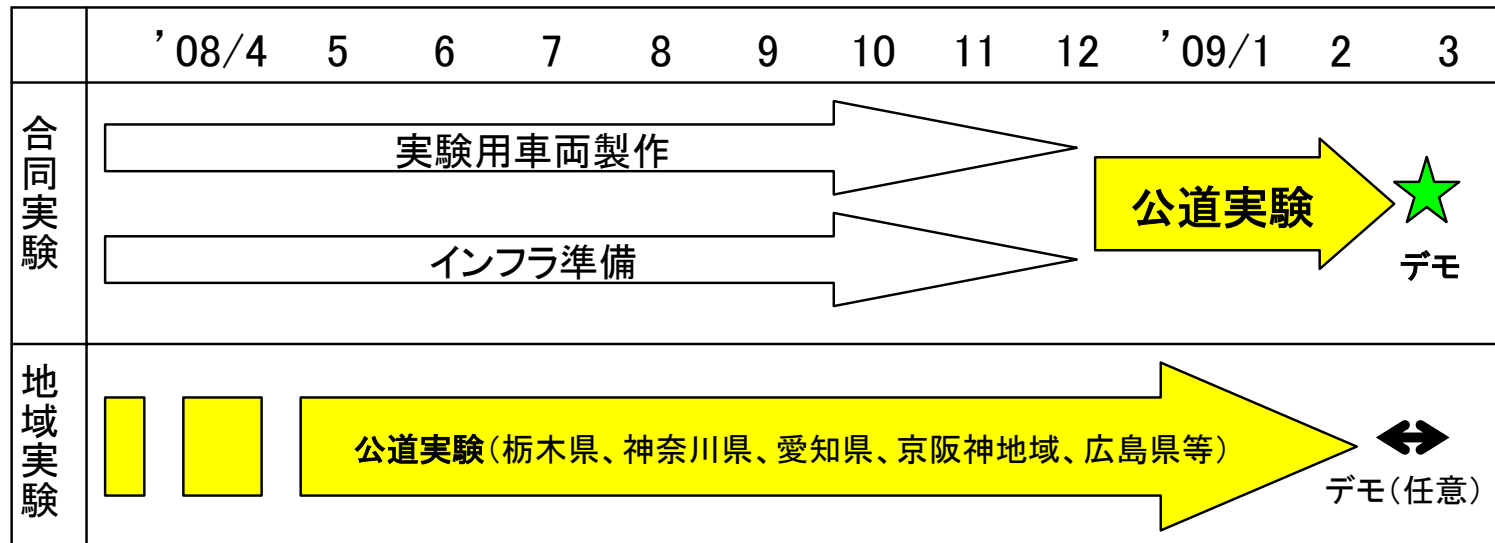 '08/4 5 6 7 8 9 10 11 12 '09/1 2 3
合同実験
実験用車両製作
インフラ準備
公道実験
デモ
地域実験
公道実験(栃木県、神奈川県、愛知県、京阪神地域、広島県等)
デモ(任意)